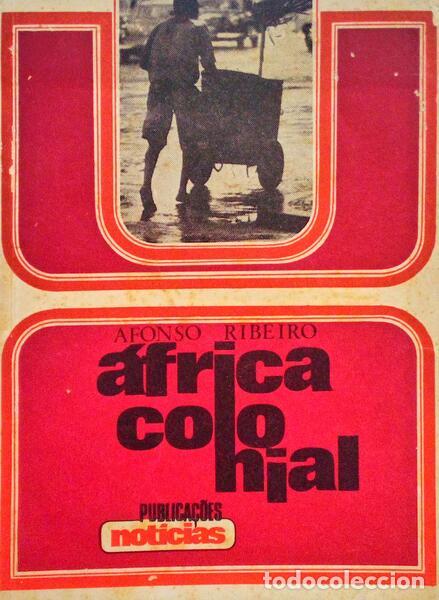 AFONSO RIBEIRO
áfrica
colo
nial
PUBLICAÇÕES
notícias
todocoleccion